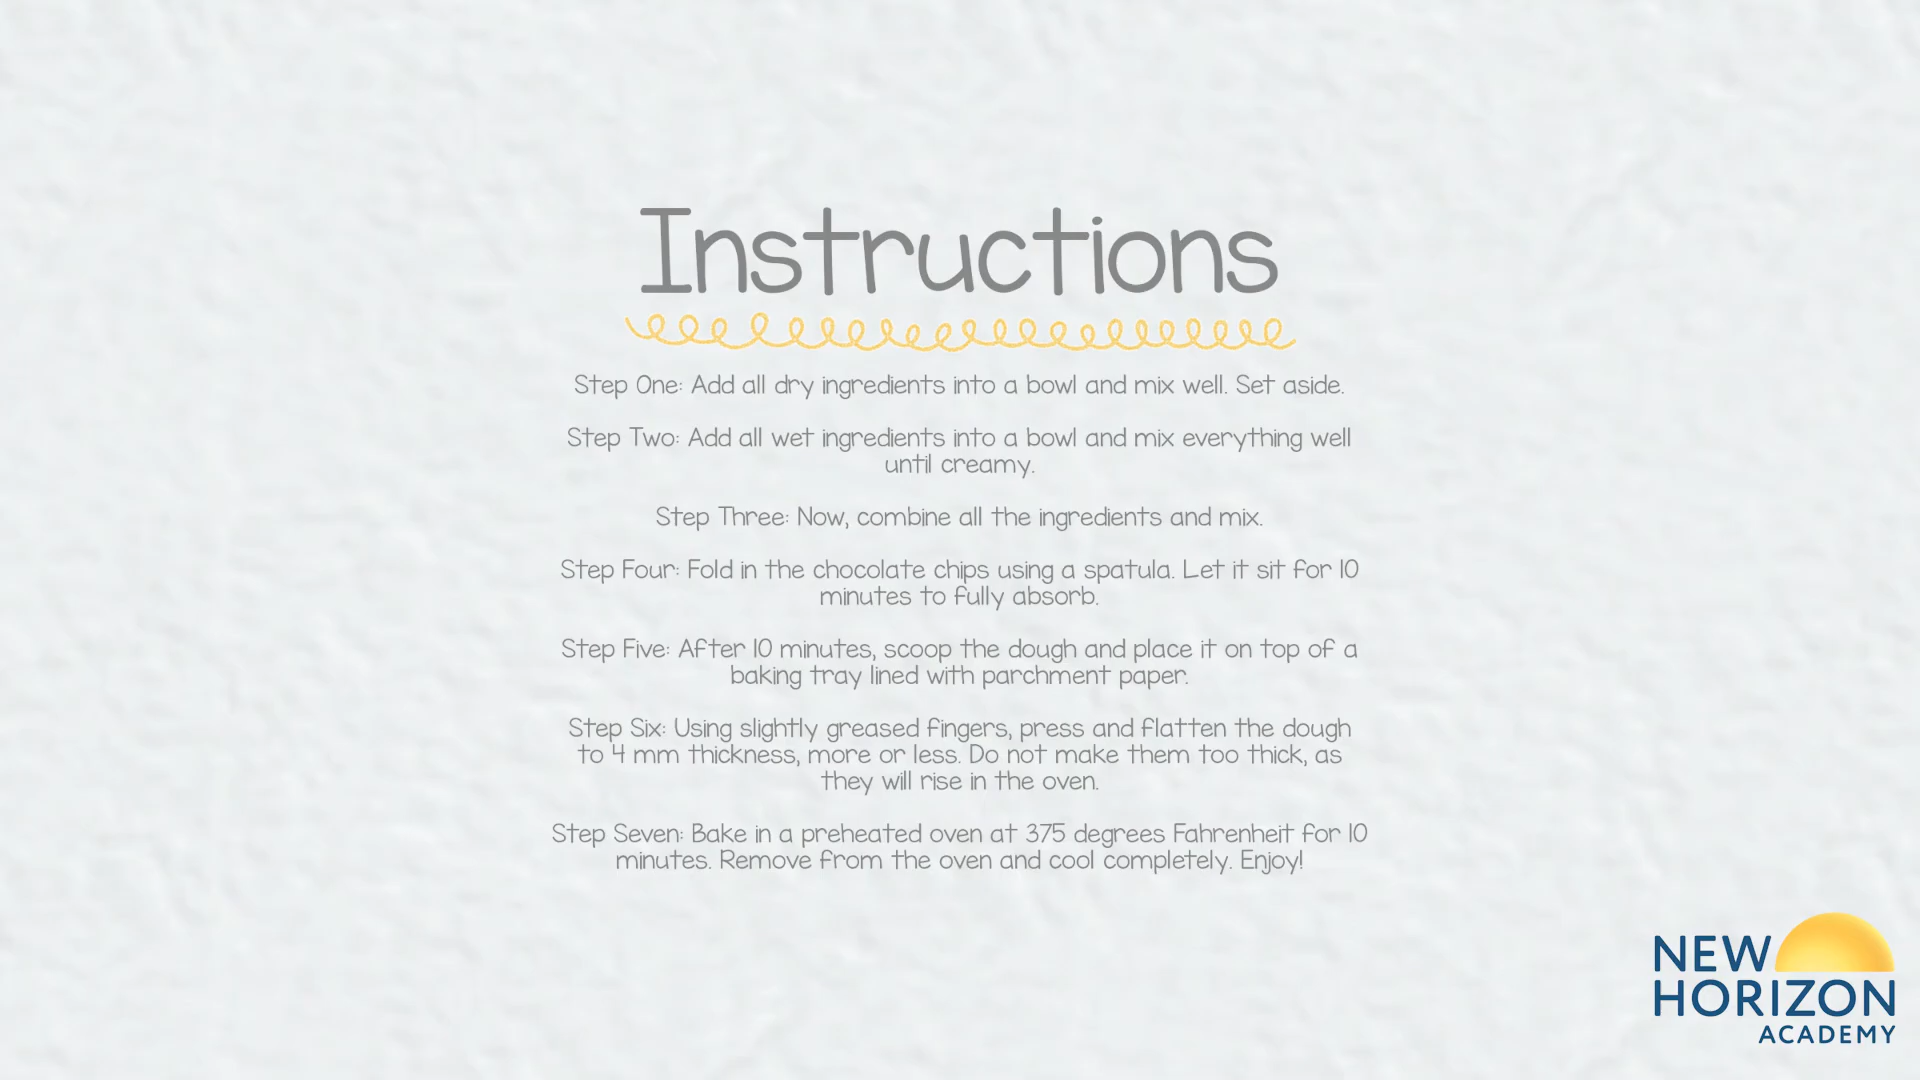 Instructions
Step One: Add all dry ingredients into a bowl and mix well. Set aside.
Step Two: Add all wet ingredients into a bowl and mix everything well
until creamy.
Step Three: Now, combine all the ingredients and mix.
Step Four: Fold in the chocolate chips using a spatula. Let it sit for 10
minutes to fully absorb.
Step Five: After 10 minutes, scoop the dough and place it on top of a
baking tray lined with parchment paper.
Step Six: Using slightly greased fingers, press and flatten the dough
to 4 mm thickness, more or less. Do not make them too thick, as
they will rise in the oven.
Step Seven: Bake in a preheated oven at 375 degrees Fahrenheit for 10
minutes. Remove from the oven and cool completely. Enjoy!
NEW
HORIZON
ACADEMY